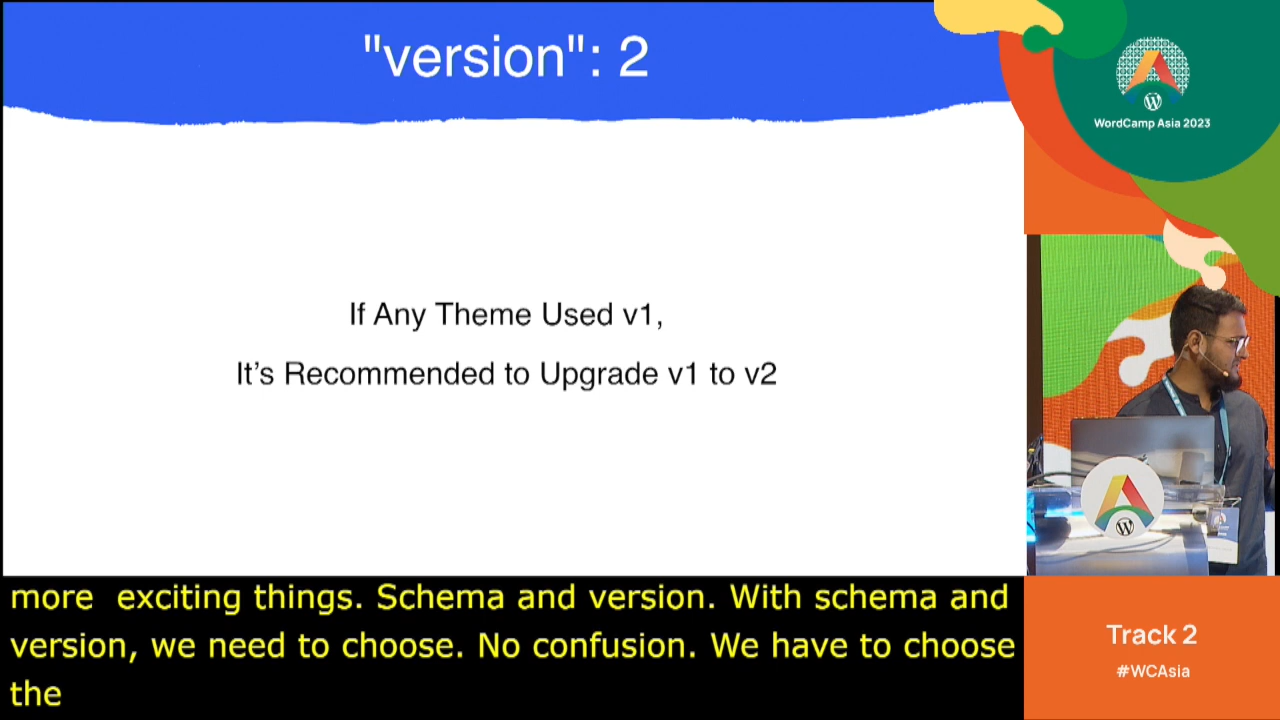 "version": 2
WordCamp Asia 2023
If Any Theme Used v1,
It’s Recommended to Upgrade v1 to v2
more exciting things. Schema and version. With schema and
version, we need to choose. No confusion. We have to choose
the
Track 2
#WCAsia